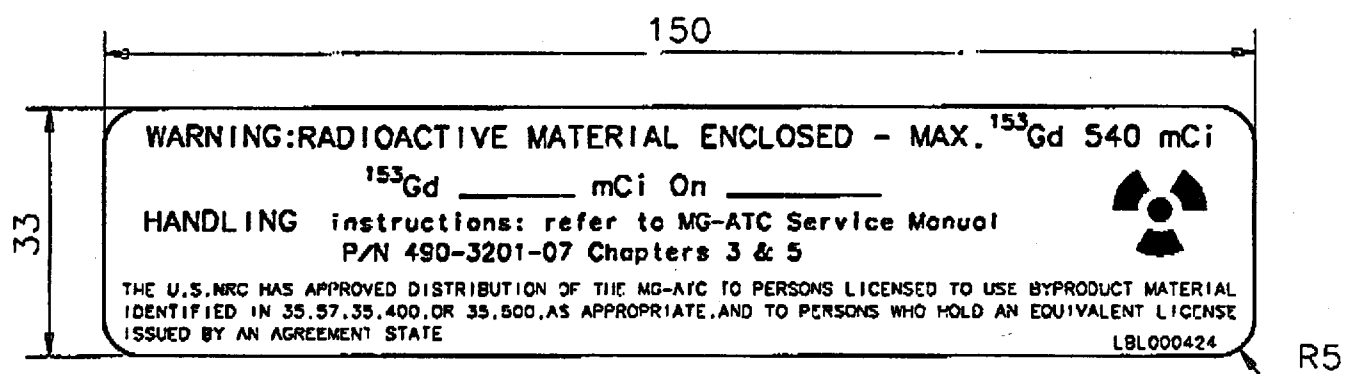 150
33
WARNING:RADIOACTIVE MATERIAL ENCLOSED - MAX. ¹⁵³Gd 540 mCi
¹⁵³Gd ______ mCi On ________
HANDLING instructions: refer to MG-ATC Service Manual
P/N 490-3201-07 Chapters 3 & 5
THE U.S.NRC HAS APPROVED DISTRIBUTION OF THE MG-ATC TO PERSONS LICENSED TO USE BYPRODUCT MATERIAL
IDENTIFIED IN 35.57.35.400.OR 35.500.AS APPROPRIATE.AND TO PERSONS WHO HOLD AN EQUIVALENT LICENSE
ISSUED BY AN AGREEMENT STATE
LBL000424
R5